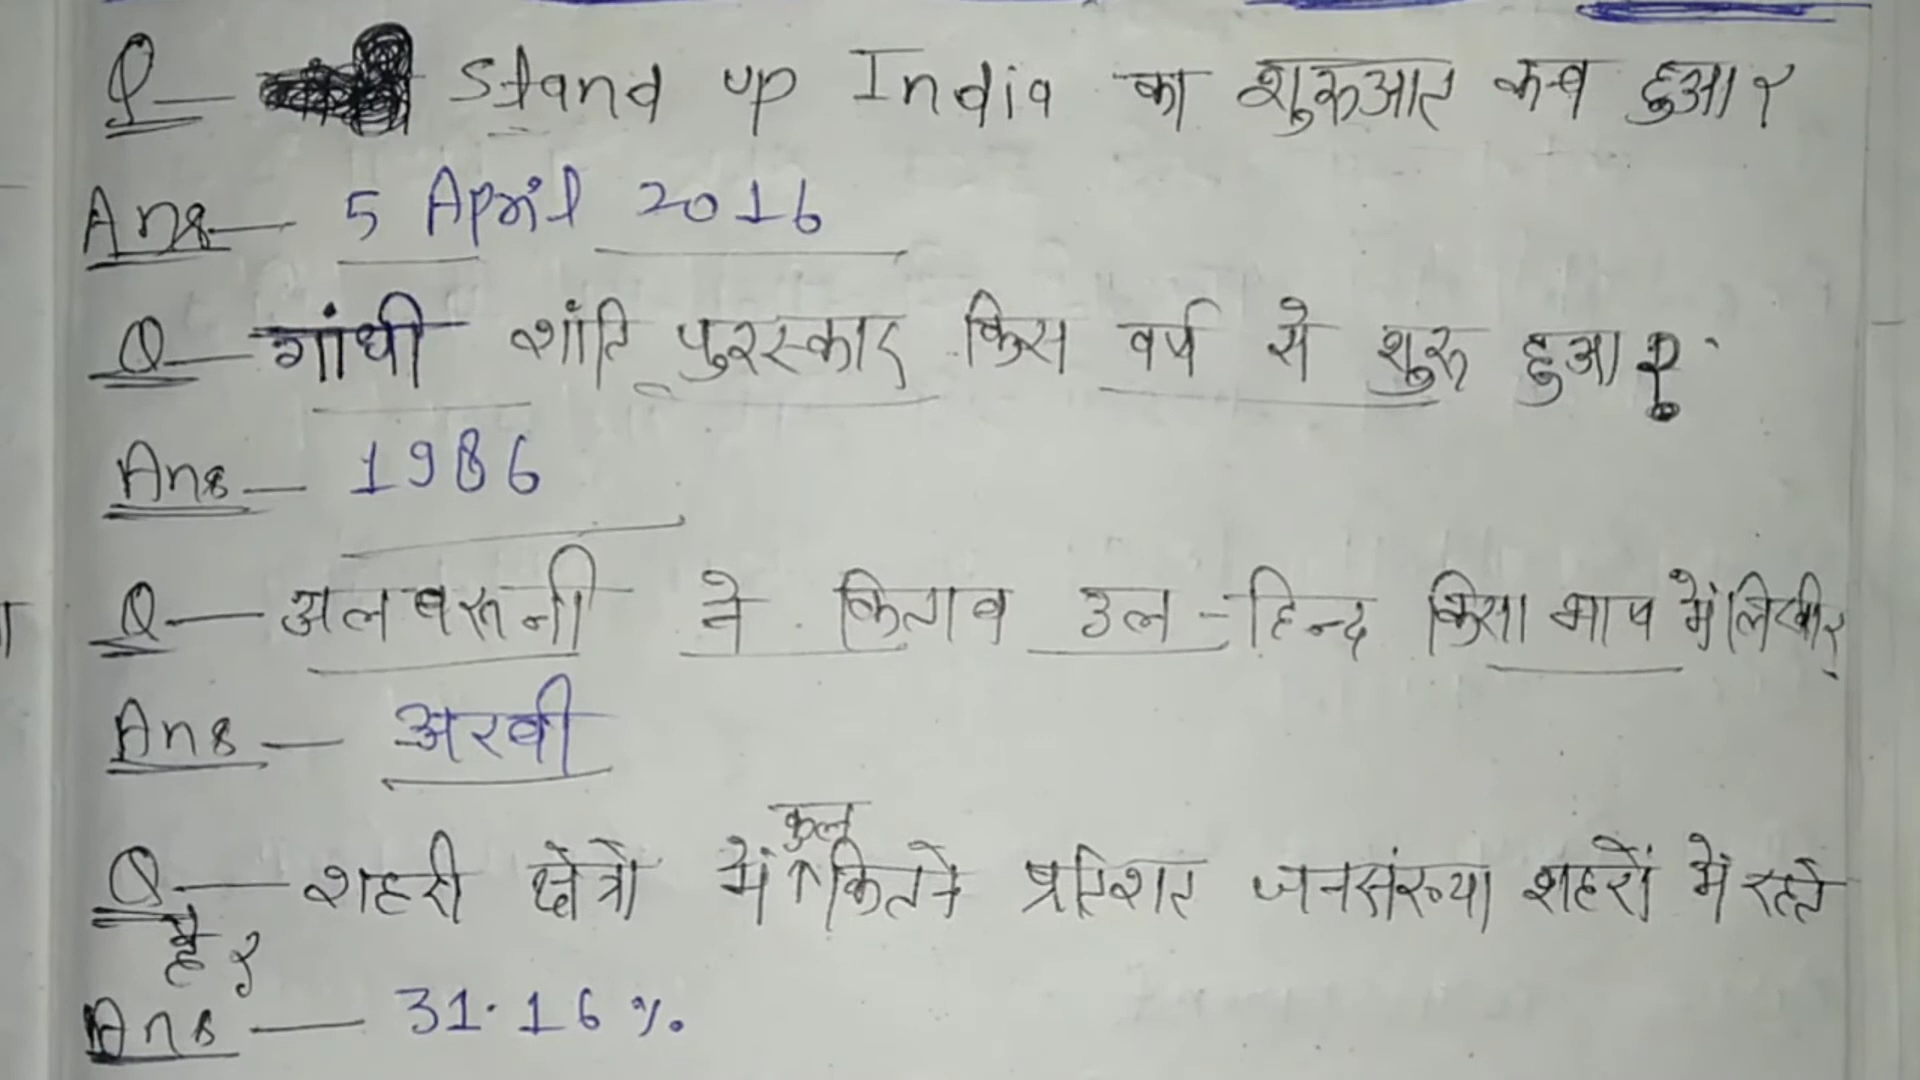 Q- Stand up India का शुरुआत कब हुआ?
Ans- 5 April 2016
Q- गांधी शांति पुरस्कार किस वर्ष से शुरू हुआ?
Ans- 1986
Q- अलबरूनी ने किताब उल-हिन्द किस भाष में लिखी?
Ans- अरबी
Q- शहरी क्षेत्रो में कुल कितने प्रतिशत जनसंख्या शहरों में रहते
है?
Ans- 31.16%